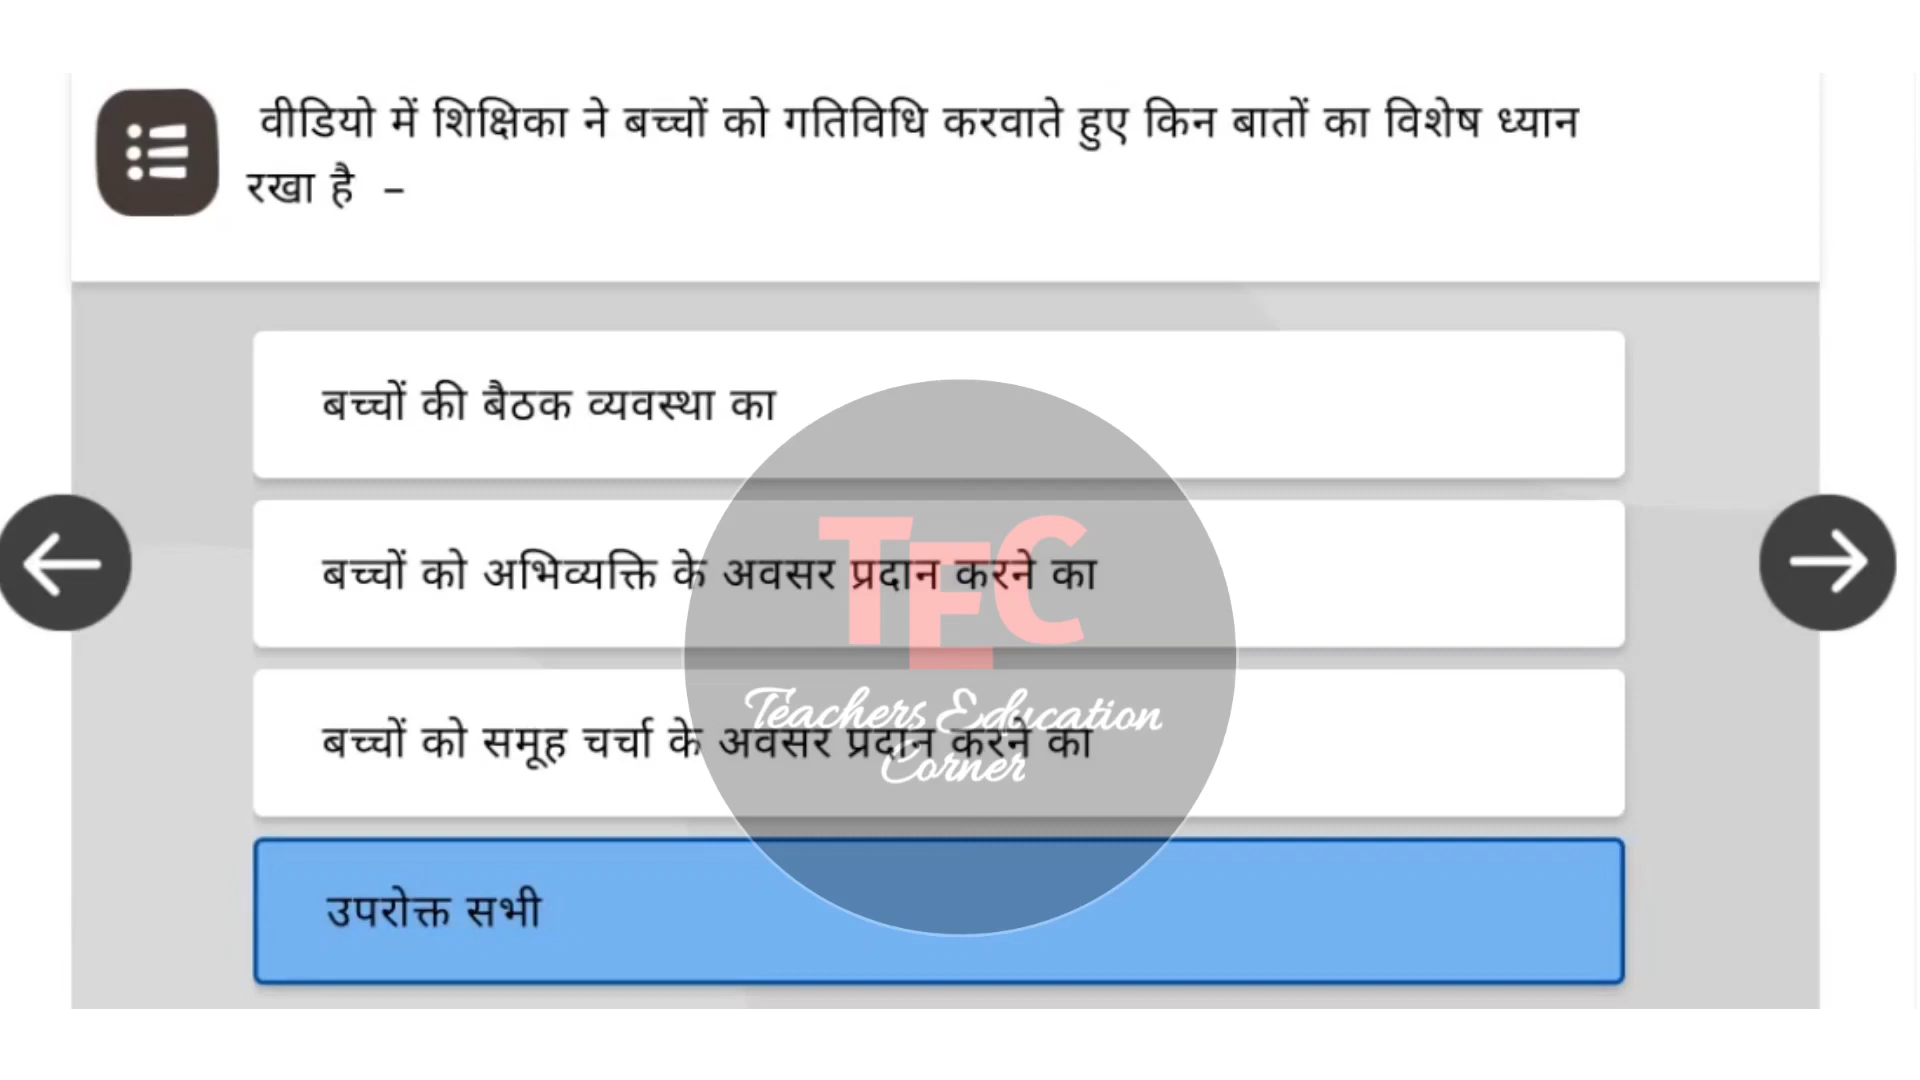 वीडियो में शिक्षिका ने बच्चों को गतिविधि करवाते हुए किन बातों का विशेष ध्यान
रखा है –
बच्चों की बैठक व्यवस्था का
बच्चों को अभिव्यक्ति के अवसर प्रदान करने का
बच्चों को समूह चर्चा के अवसर प्रदान करने का
उपरोक्त सभी
TEC
Teachers Education
Corner